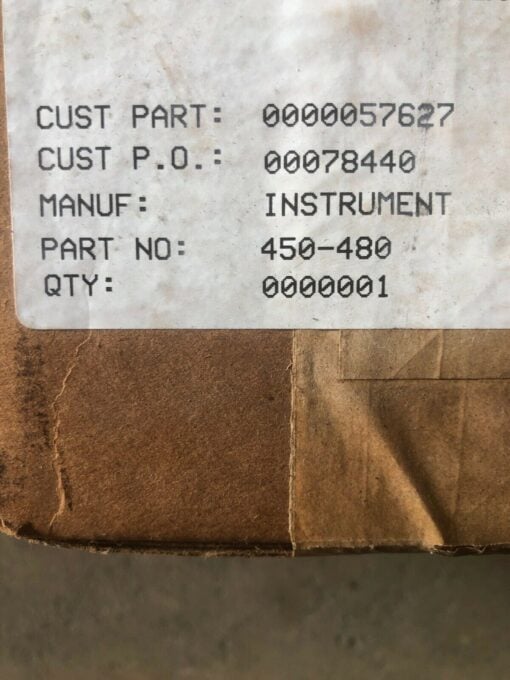 CUST PART: 0000057627
CUST P.O.: 00078440
MANUF: INSTRUMENT
PART NO: 450-480
QTY: 0000001